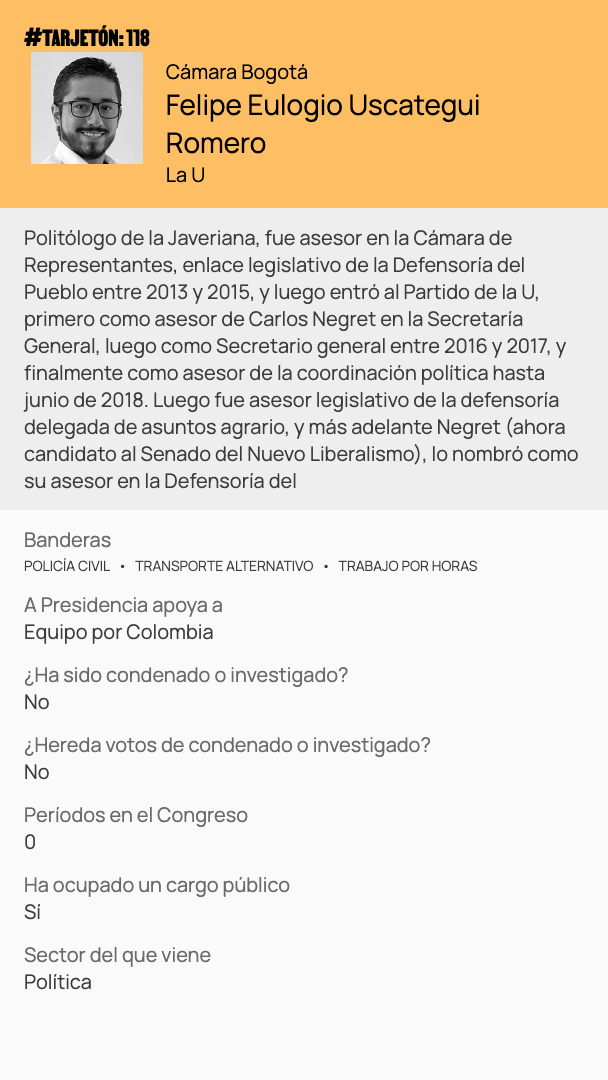 #TARJETÓN: 118
Cámara Bogotá
Felipe Eulogio Uscategui
Romero
La U
Politólogo de la Javeriana, fue asesor en la Cámara de
Representantes, enlace legislativo de la Defensoría del
Pueblo entre 2013 y 2015, y luego entró al Partido de la U,
primero como asesor de Carlos Negret en la Secretaría
General, luego como Secretario general entre 2016 y 2017, y
finalmente como asesor de la coordinación política hasta
junio de 2018. Luego fue asesor legislativo de la defensoría
delegada de asuntos agrario, y más adelante Negret (ahora
candidato al Senado del Nuevo Liberalismo), lo nombró como
su asesor en la Defensoría del
Banderas
POLICÍA CIVIL • TRANSPORTE ALTERNATIVO • TRABAJO POR HORAS
A Presidencia apoya a
Equipo por Colombia
¿Ha sido condenado o investigado?
No
¿Hereda votos de condenado o investigado?
No
Períodos en el Congreso
0
Ha ocupado un cargo público
Sí
Sector del que viene
Política